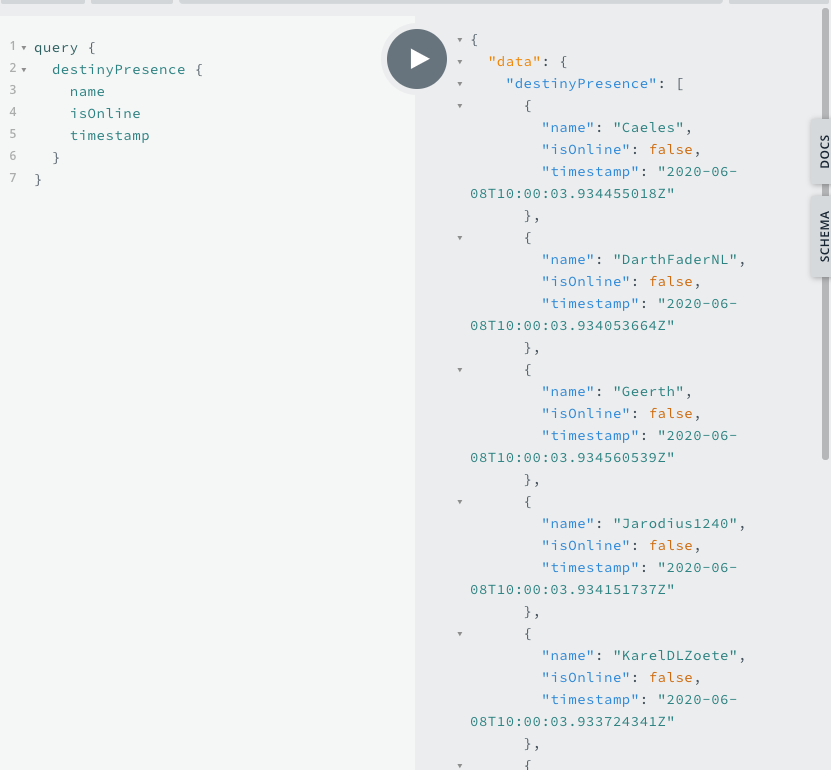 1 query {
2 destinyPresence {
3 name
4 isOnline
5 timestamp
6 }
7 }
{
"data": {
"destinyPresence": [
{
"name": "Caeles",
"isOnline": false,
"timestamp": "2020-06-
08T10:00:03.934455018Z"
},
{
"name": "DarthFaderNL",
"isOnline": false,
"timestamp": "2020-06-
08T10:00:03.934053664Z"
},
{
"name": "Geerth",
"isOnline": false,
"timestamp": "2020-06-
08T10:00:03.934560539Z"
},
{
"name": "Jarodius1240",
"isOnline": false,
"timestamp": "2020-06-
08T10:00:03.934151737Z"
},
{
"name": "KarelDLZoete",
"isOnline": false,
"timestamp": "2020-06-
08T10:00:03.933724341Z"
},
{
DOCS
SCHEMA